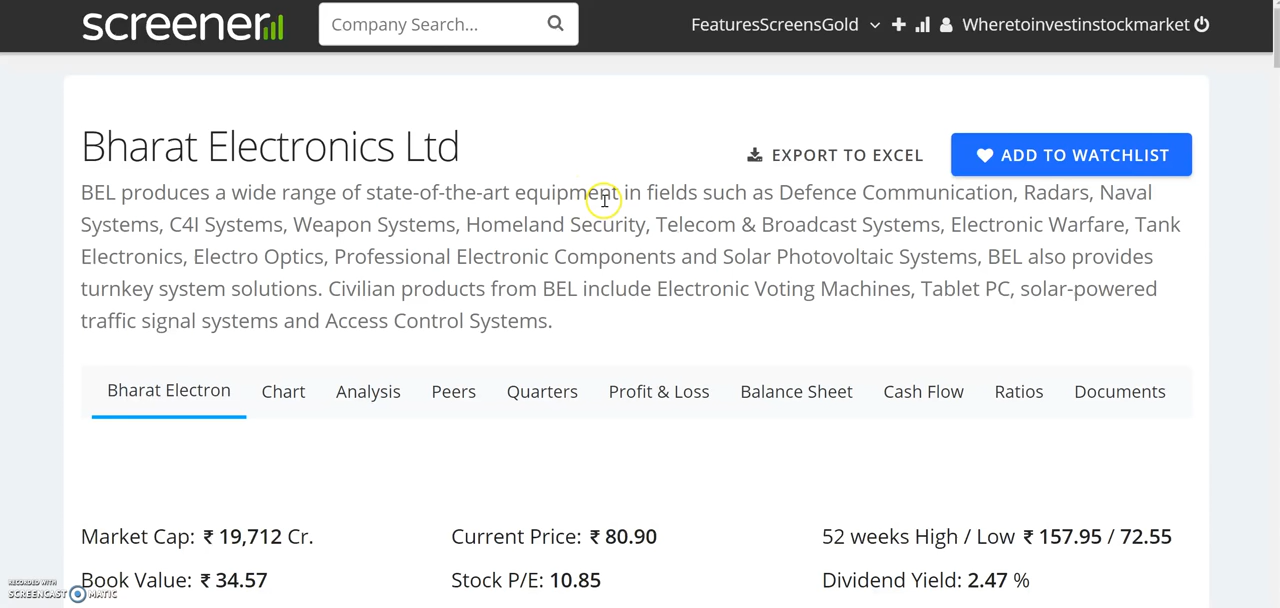 screener
Company Search...
FeaturesScreensGold
Wheretoinvestinstockmarket
Bharat Electronics Ltd
EXPORT TO EXCEL
ADD TO WATCHLIST
BEL produces a wide range of state-of-the-art equipment in fields such as Defence Communication, Radars, Naval
Systems, C4I Systems, Weapon Systems, Homeland Security, Telecom & Broadcast Systems, Electronic Warfare, Tank
Electronics, Electro Optics, Professional Electronic Components and Solar Photovoltaic Systems, BEL also provides
turnkey system solutions. Civilian products from BEL include Electronic Voting Machines, Tablet PC, solar-powered
traffic signal systems and Access Control Systems.
Bharat Electron Chart Analysis Peers Quarters Profit & Loss Balance Sheet Cash Flow Ratios Documents
Market Cap: ₹ 19,712 Cr. Current Price: ₹ 80.90 52 weeks High / Low ₹ 157.95 / 72.55
Book Value: ₹ 34.57 Stock P/E: 10.85 Dividend Yield: 2.47 %
RECORDED WITH
SCREENCAST MATIC